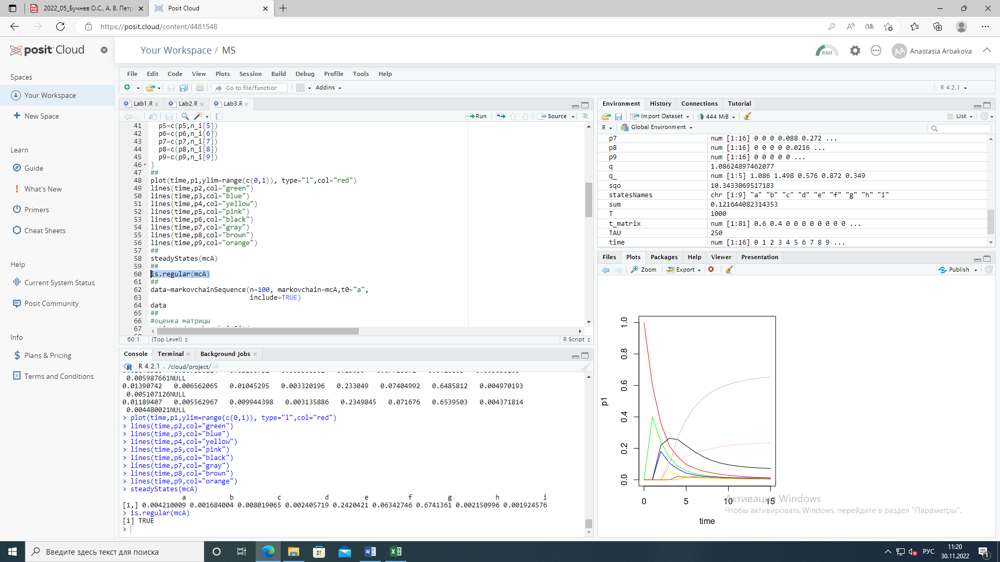 2022_05_Бучнев О.С., А. В. Петр
Posit Cloud
https://posit.cloud/content/4481548
posit Cloud
Your Workspace / MS
RAM
AA
Anastasia Arbakova
Spaces
Your Workspace
New Space
Learn
Guide
What's New
Primers
Cheat Sheets
Help
Current System Status
Posit Community
Info
Plans & Pricing
Terms and Conditions
File Edit Code View Plots Session Build Debug Profile Tools Help
Go to file/function
Addins
R 4.2.1
Lab1.R
Lab2.R
Lab3.R
Run
Source
41 p5=c(p5,n_i[5])
42 p6=c(p6,n_i[6])
43 p7=c(p7,n_i[7])
44 p8=c(p8,n_i[8])
45 p9=c(p9,n_i[9])
46 }
47 ##
48 plot(time,p1,ylim=range(c(0,1)), type="l",col="red")
49 lines(time,p2,col="green")
50 lines(time,p3,col="blue")
51 lines(time,p4,col="yellow")
52 lines(time,p5,col="pink")
53 lines(time,p6,col="black")
54 lines(time,p7,col="gray")
55 lines(time,p8,col="brown")
56 lines(time,p9,col="orange")
57 ##
58 steadyStates(mcA)
59 ##
60 is.regular(mcA)
61 ##
62 data=markovchainSequence(n=100, markovchain=mcA,t0="a",
63 include=TRUE)
64 data
65 ##
66 #оценка матрицы
67
60:1 (Top Level) R Script
Console Terminal Background Jobs
R 4.2.1 . /cloud/project/
0.005987661NULL
0.01390742 0.006562065 0.01045295 0.003320196 0.233049 0.07404992 0.6485812 0.004970193
0.005107126NULL
0.01189407 0.005562967 0.009944398 0.003135886 0.2349845 0.071676 0.6539503 0.004371814
0.004480021NULL
> plot(time,p1,ylim=range(c(0,1)), type="l",col="red")
> lines(time,p2,col="green")
> lines(time,p3,col="blue")
> lines(time,p4,col="yellow")
> lines(time,p5,col="pink")
> lines(time,p6,col="black")
> lines(time,p7,col="gray")
> lines(time,p8,col="brown")
> lines(time,p9,col="orange")
> steadyStates(mcA)
a b c d e f g h i
[1,] 0.004210009 0.001684004 0.008019065 0.002405719 0.2420421 0.06342746 0.6741361 0.002150996 0.001924576
> is.regular(mcA)
[1] TRUE
>
Environment History Connections Tutorial
Import Dataset
444 MiB
List
R
Global Environment
p7 num [1:16] 0 0 0 0.088 0.272 ...
p8 num [1:16] 0 0 0 0 0.0216 ...
p9 num [1:16] 0 0 0 0 0 ...
q 1.08624897462077
q_ num [1:5] 1.086 1.498 0.576 0.872 0.349
sqo 10.3433069517183
statesNames chr [1:9] "a" "b" "c" "d" "e" "f" "g" "h" "i"
sum 0.121644082314353
T 1000
t_matrix num [1:81] 0.6 0.4 0 0 0 0 0 0 0 0 ...
TAU 250
time num [1:16] 0 1 2 3 4 5 6 7 8 9 ...
Files Plots Packages Help Viewer Presentation
Zoom
Export
Publish
p1
1.0
0.8
0.6
0.4
0.2
0.0
0 5 10 15
time
Активация Windows
Чтобы активировать Windows, перейдите в раздел "Параметры".
Введите здесь текст для поиска
РУС
11:20
30.11.2022
1